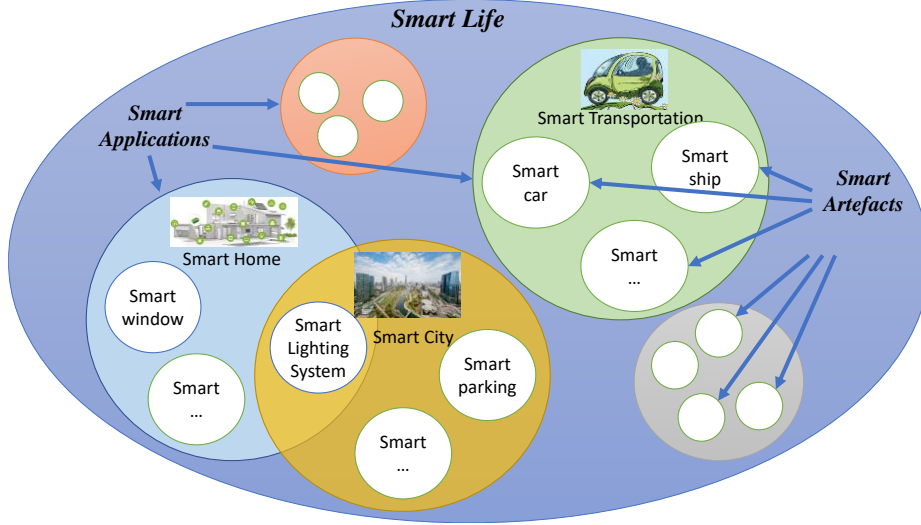 Smart Life
Smart
Applications
Smart Transportation
Smart
car
Smart
ship
Smart
...
Smart
Artefacts
Smart Home
Smart
window
Smart
...
Smart
Lighting
System
Smart City
Smart
parking
Smart
...